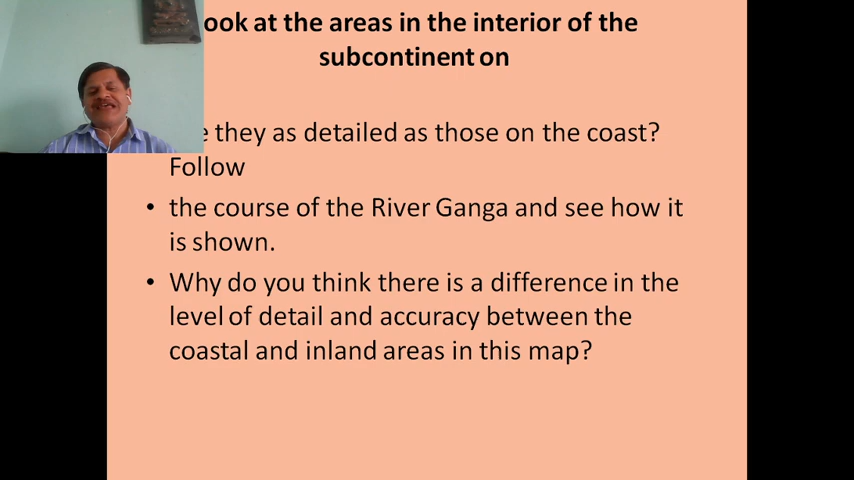 ook at the areas in the interior of the
subcontinent on
they as detailed as those on the coast?
Follow
• the course of the River Ganga and see how it
is shown.
• Why do you think there is a difference in the
level of detail and accuracy between the
coastal and inland areas in this map?